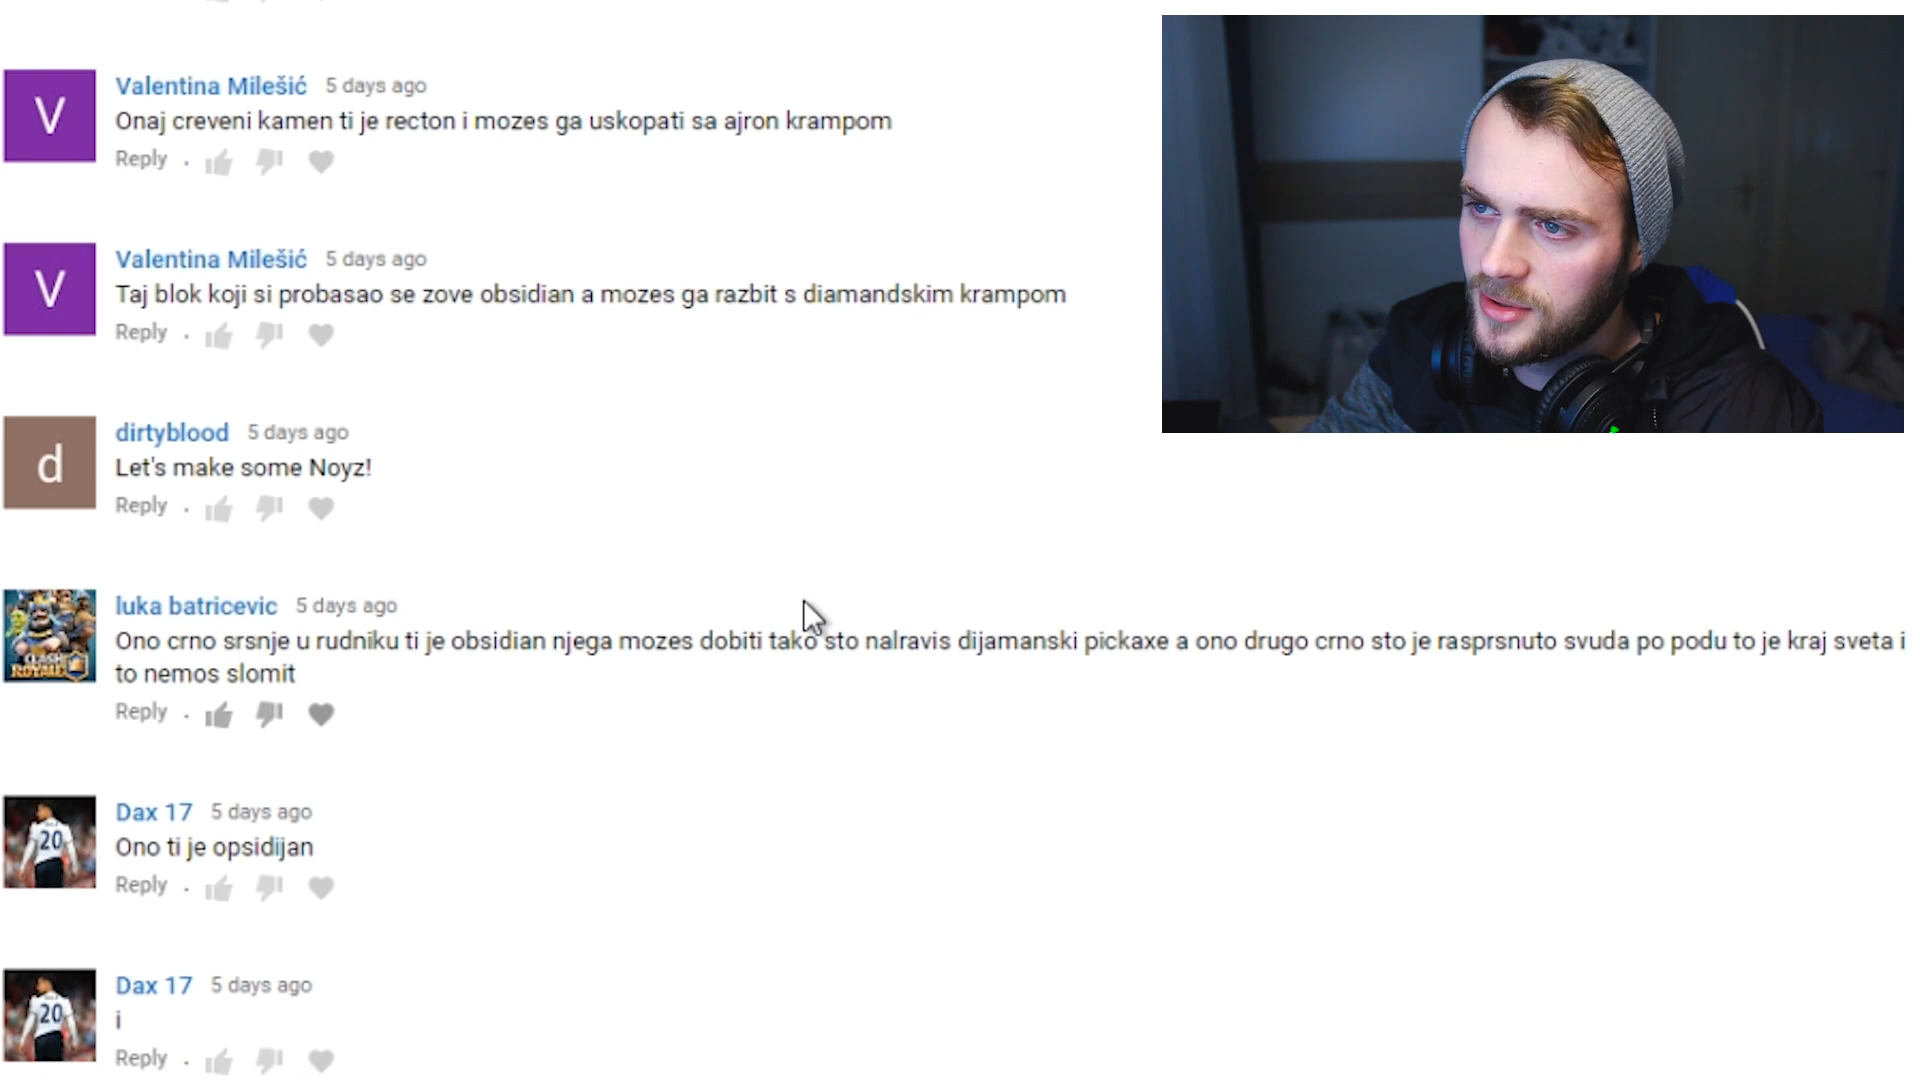 Valentina Milešić 5 days ago
Onaj creveni kamen ti je recton i mozes ga uskopati sa ajron krampom
Reply
Valentina Milešić 5 days ago
Taj blok koji si probasao se zove obsidian a mozes ga razbit s diamandskim krampom
Reply
dirtyblood 5 days ago
Let's make some Noyz!
Reply
luka batricevic 5 days ago
Ono crno srsnje u rudniku ti je obsidian njega mozes dobiti tako sto nalravis dijamanski pickaxe a ono drugo crno sto je rasprsnuto svuda po podu to je kraj sveta i
to nemos slomit
Reply
Dax 17 5 days ago
Ono ti je opsidijan
Reply
Dax 17 5 days ago
i
Reply
V
V
d
CLASH
ROYALE
20
20